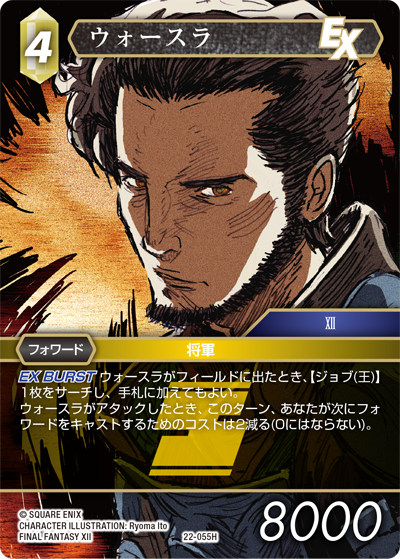 4
ウォースラ
EX
XII
フォワード
将軍
EX BURST ウォースラがフィールドに出たとき、【ジョブ(王)】
1枚をサーチし、手札に加えてもよい。
ウォースラがアタックしたとき、このターン、あなたが次にフォ
ワードをキャストするためのコストは2減る(0にはならない)。
© SQUARE ENIX
CHARACTER ILLUSTRATION: Ryoma Ito
FINAL FANTASY XII
22-055H
8000